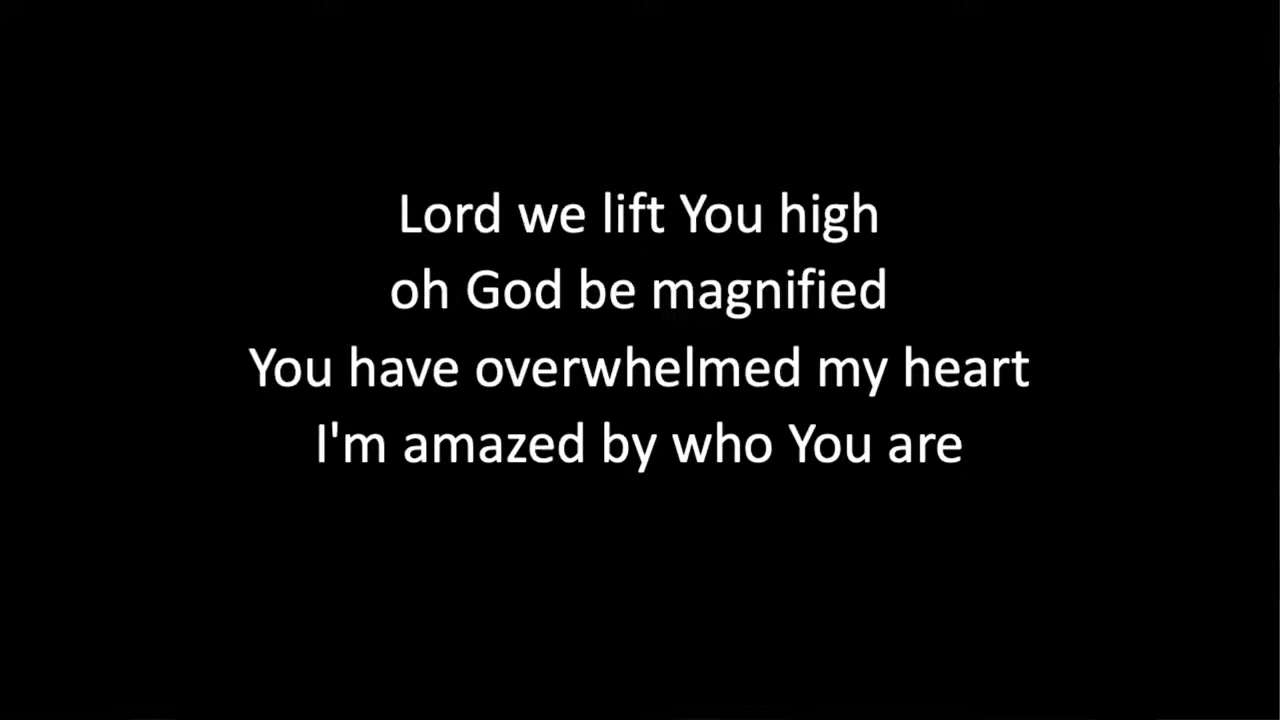 Lord we lift You high
oh God be magnified
You have overwhelmed my heart
I'm amazed by who You are